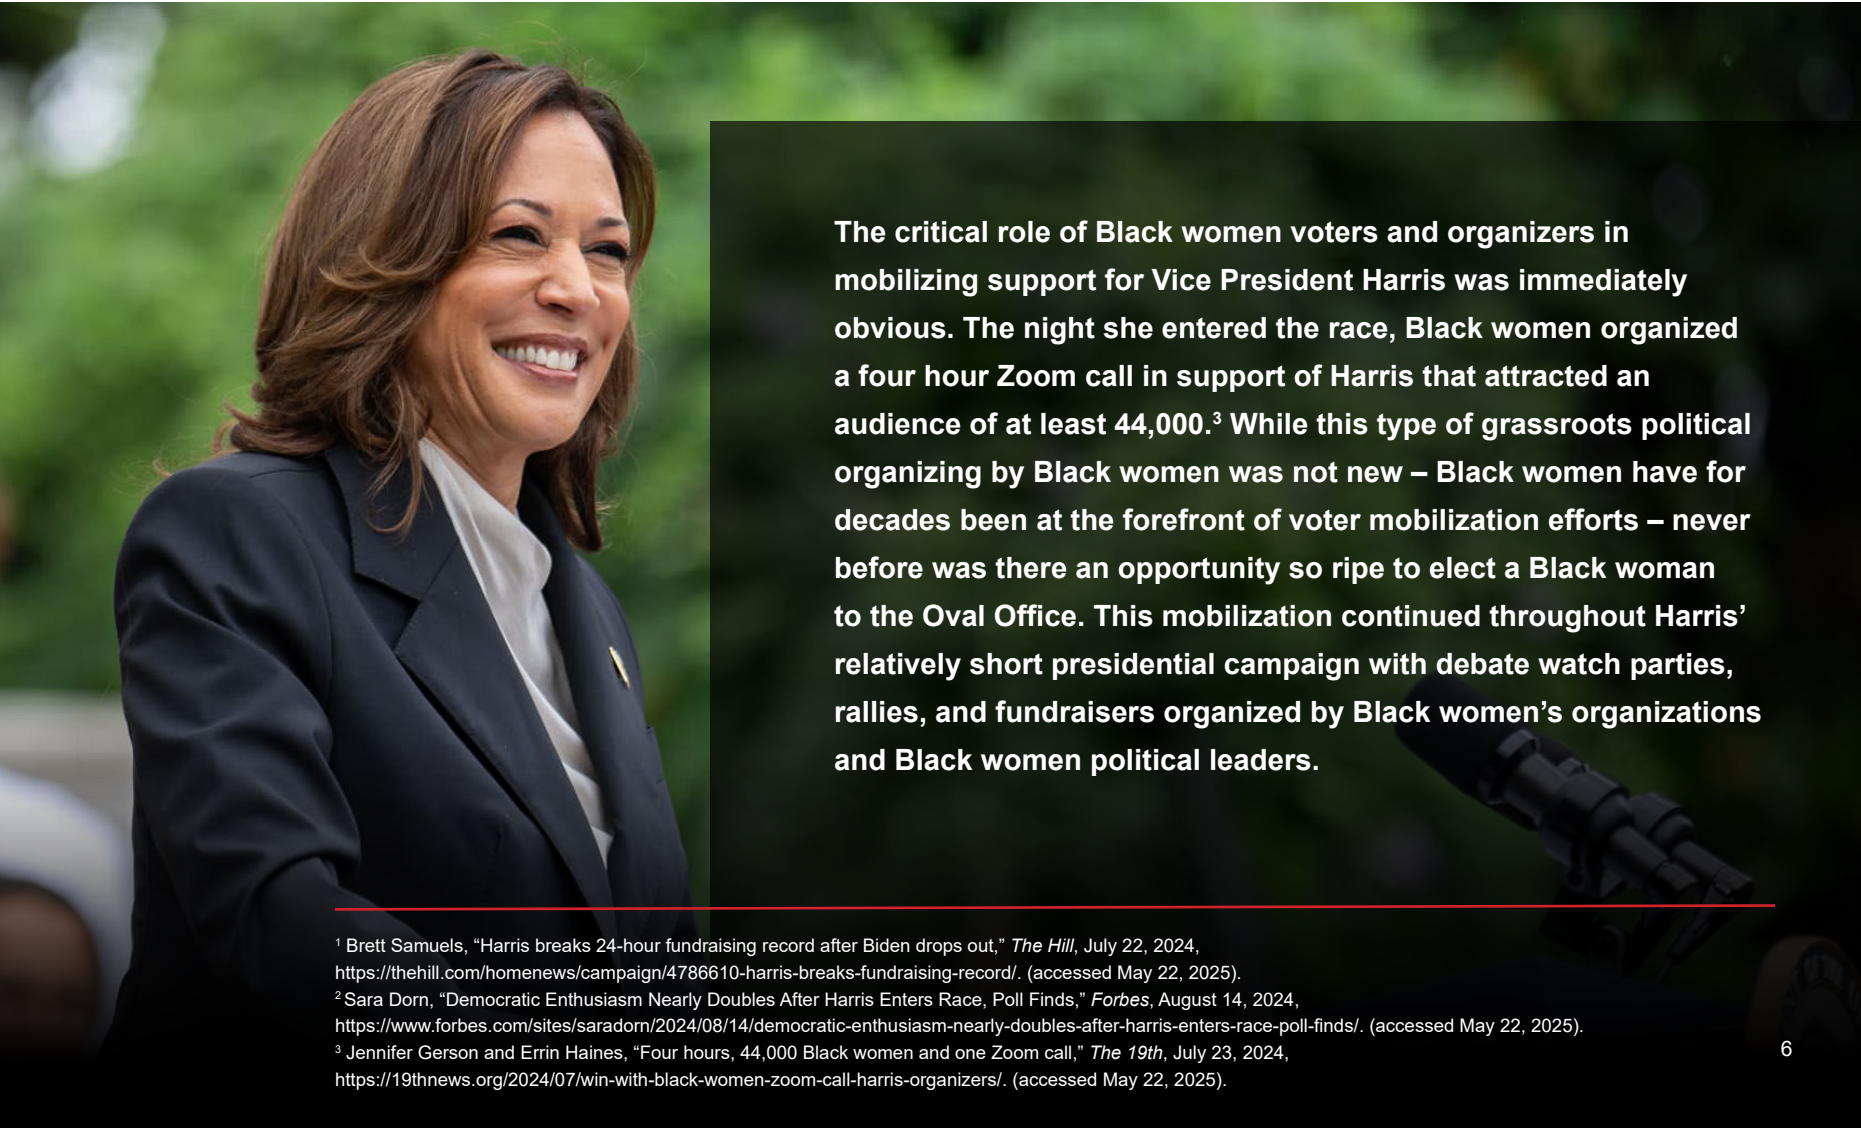 The critical role of Black women voters and organizers in
mobilizing support for Vice President Harris was immediately
obvious. The night she entered the race, Black women organized
a four hour Zoom call in support of Harris that attracted an
audience of at least 44,000.³ While this type of grassroots political
organizing by Black women was not new – Black women have for
decades been at the forefront of voter mobilization efforts – never
before was there an opportunity so ripe to elect a Black woman
to the Oval Office. This mobilization continued throughout Harris’
relatively short presidential campaign with debate watch parties,
rallies, and fundraisers organized by Black women’s organizations
and Black women political leaders.
¹ Brett Samuels, “Harris breaks 24-hour fundraising record after Biden drops out,” The Hill, July 22, 2024,
https://thehill.com/homenews/campaign/4786610-harris-breaks-fundraising-record/. (accessed May 22, 2025).
² Sara Dorn, “Democratic Enthusiasm Nearly Doubles After Harris Enters Race, Poll Finds,” Forbes, August 14, 2024,
https://www.forbes.com/sites/saradorn/2024/08/14/democratic-enthusiasm-nearly-doubles-after-harris-enters-race-poll-finds/. (accessed May 22, 2025).
³ Jennifer Gerson and Errin Haines, “Four hours, 44,000 Black women and one Zoom call,” The 19th, July 23, 2024,
https://19thnews.org/2024/07/win-with-black-women-zoom-call-harris-organizers/. (accessed May 22, 2025).
6